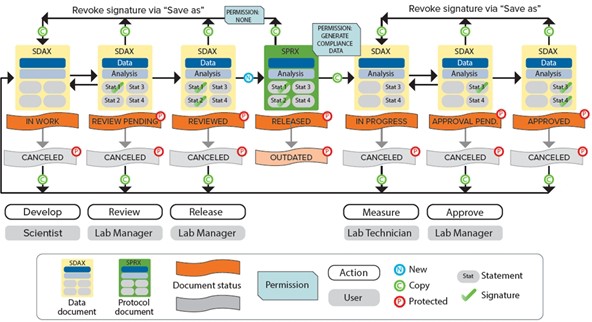 Revoke signature via "Save as"
PERMISSION:
NONE
PERMISSION:
GENERATE
COMPLIANCE
DATA
Revoke signature via "Save as"
SDAX
SDAX
SDAX
SPRX
SDAX
SDAX
SDAX
Data
Data
Data
Data
Data
Analysis
Analysis
Analysis
Analysis
Analysis
Analysis
Stat 1 Stat 3
Stat 2 Stat 4
Stat 1 Stat 3
Stat 2 Stat 4
N
Stat 1 Stat 3
Stat 2 Stat 4
C
Stat 1 Stat 3
Stat 2 Stat 4
Stat 1 Stat 3
Stat 2 Stat 4
Stat 1 Stat 3
Stat 2 Stat 4
IN WORK
REVIEW PENDING
REVIEWED
RELEASED
IN PROGRESS
APPROVAL PEND
APPROVED
CANCELED
CANCELED
CANCELED
OUTDATED
CANCELED
CANCELED
CANCELED
Develop
Review
Release
Measure
Approve
Scientist
Lab Manager
Lab Manager
Lab Technician
Lab Manager
SDAX
Data
document
SPRX
Protocol
document
Document status
Permission
Action
User
N New
C Copy
P Protected
Stat Statement
Signature